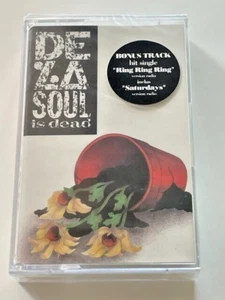 DE LA
SOUL
is dead
BONUS TRACK
hit single
"Ring Ring Ring"
version radio
inclus
"Saturdays"
version radio